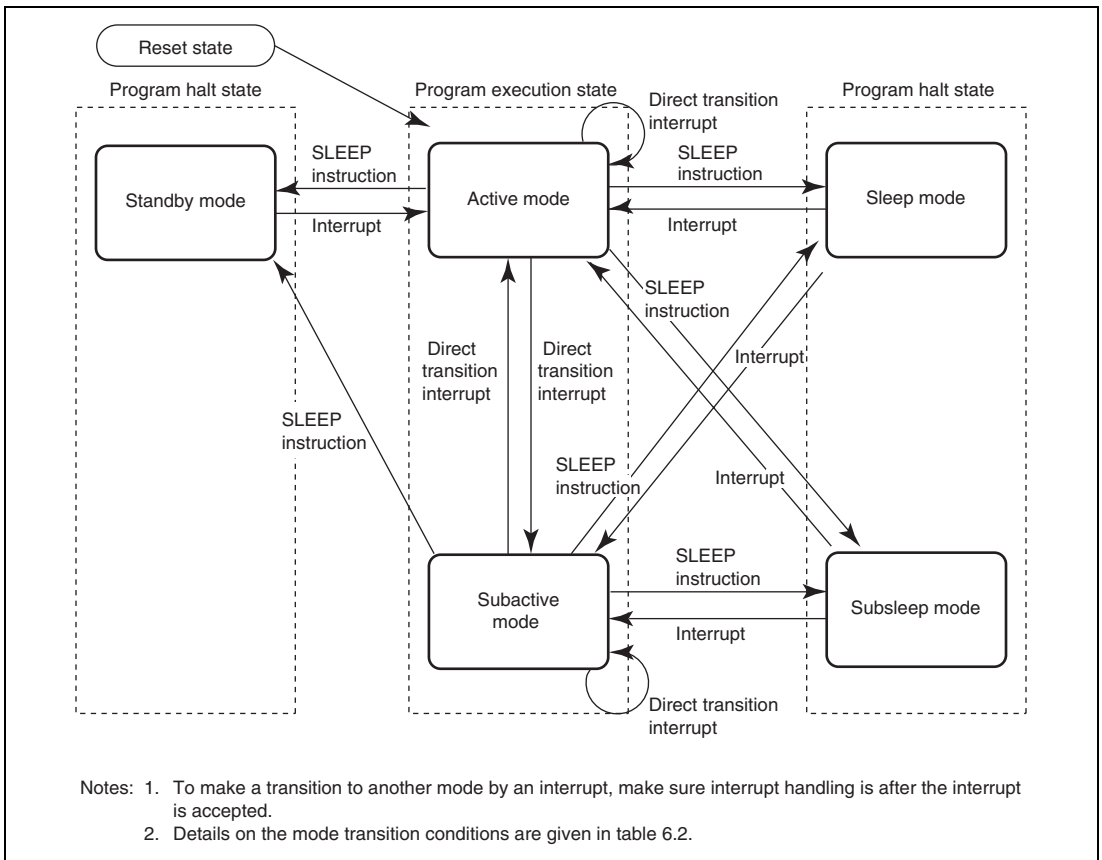 Reset state
Program halt state
Program execution state
Program halt state
Direct transition
interrupt
SLEEP
instruction
SLEEP
instruction
Standby mode
Active mode
Sleep mode
Interrupt
Interrupt
SLEEP
instruction
Direct
transition
interrupt
Direct
transition
interrupt
Interrupt
SLEEP
instruction
SLEEP
instruction
Interrupt
SLEEP
instruction
Subactive
mode
Subsleep mode
Interrupt
Direct transition
interrupt
Notes: 1. To make a transition to another mode by an interrupt, make sure interrupt handling is after the interrupt
is accepted.
2. Details on the mode transition conditions are given in table 6.2.